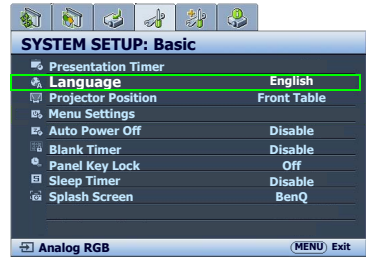 SYSTEM SETUP: Basic
Presentation Timer
Language English
Projector Position Front Table
Menu Settings
Auto Power Off Disable
Blank Timer Disable
Panel Key Lock Off
Sleep Timer Disable
Splash Screen BenQ
Analog RGB MENU Exit